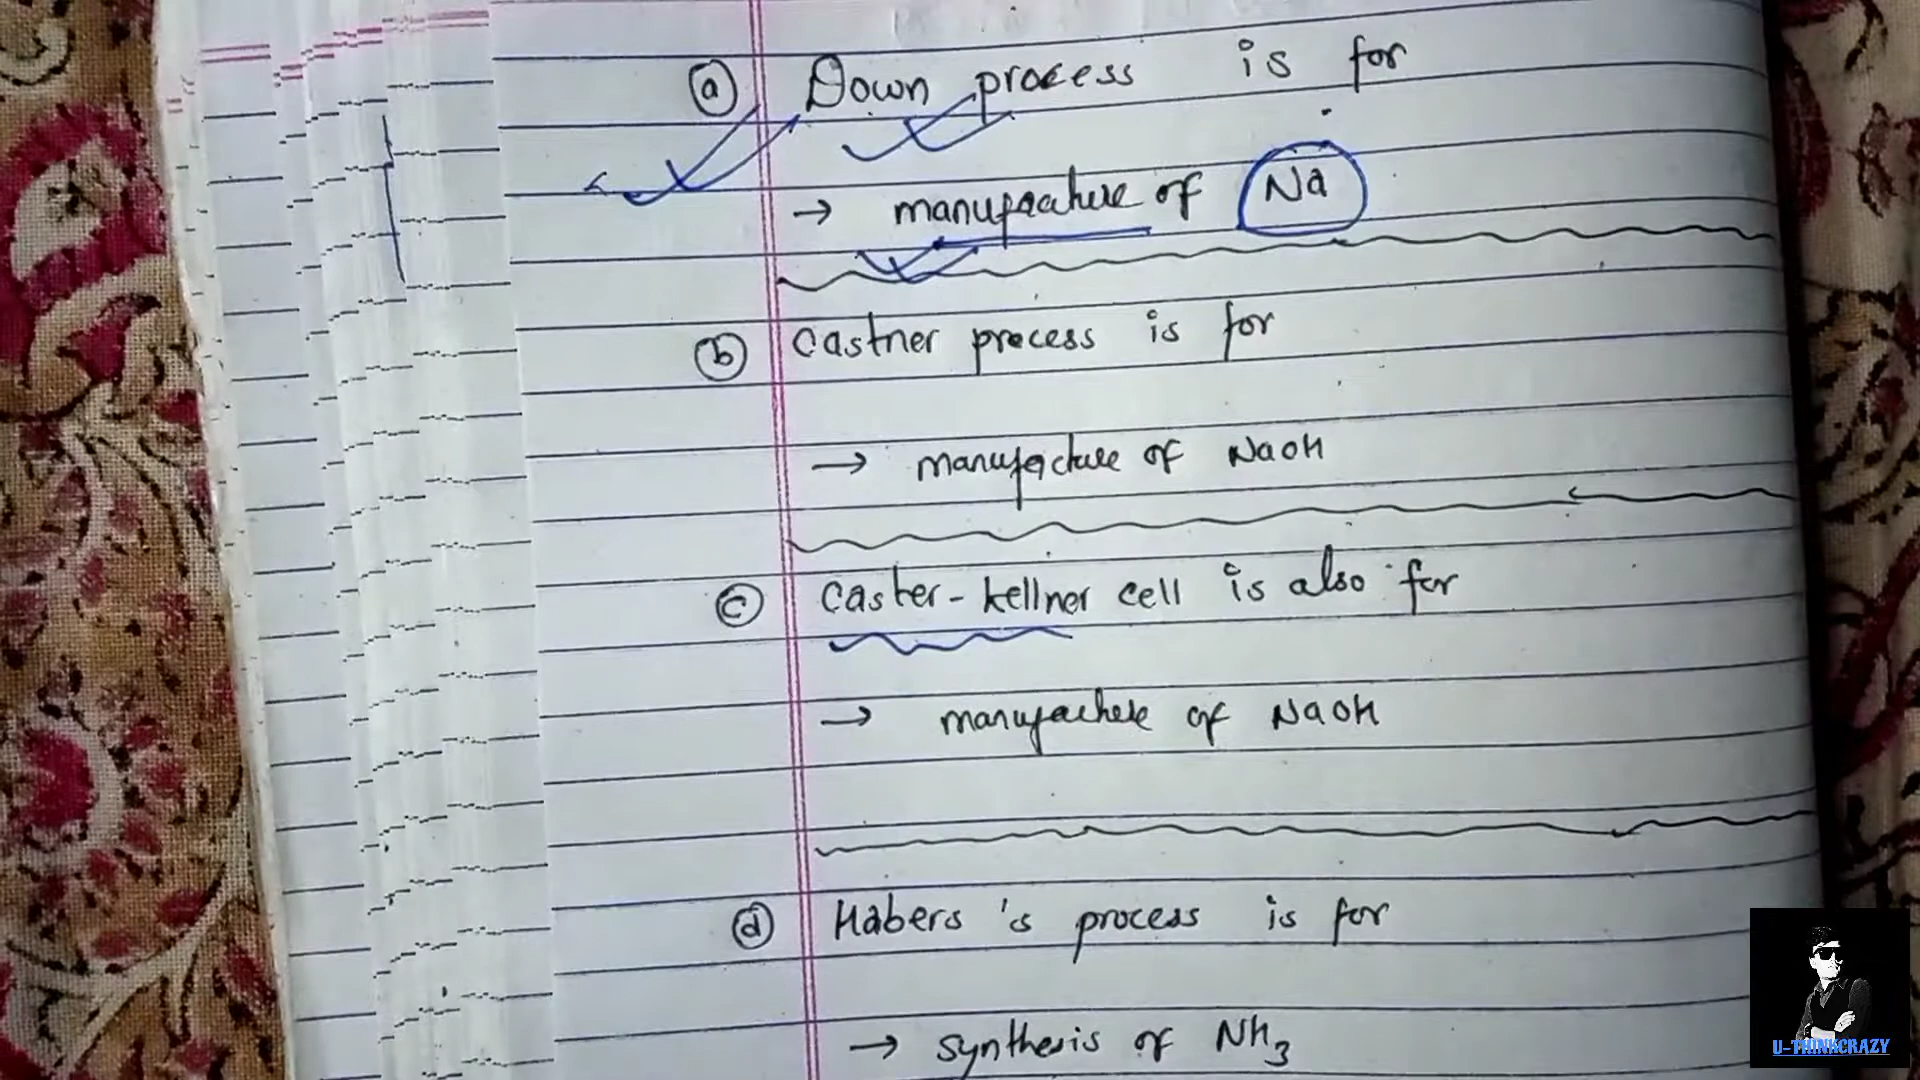 (a) Down process is for
→ manufacture of Na
(b) Castner process is for
→ manufacture of NaOH
(c) Caster-kellner cell is also for
→ manufacture of NaOH
(d) Habers 's process is for
→ synthesis of NH3
U-THINKCRAZY